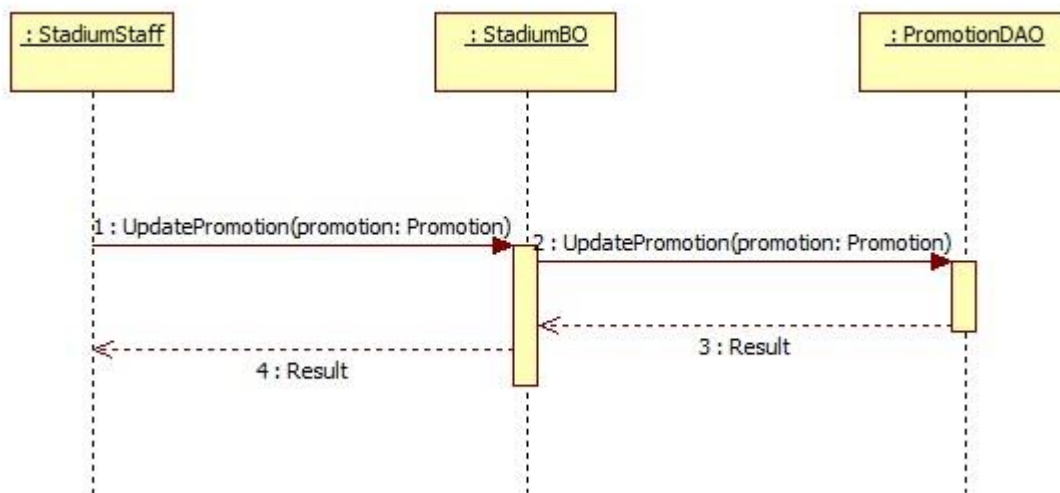 : StadiumStaff
: StadiumBO
: PromotionDAO
1 : UpdatePromotion(promotion: Promotion)
2 : UpdatePromotion(promotion: Promotion)
3 : Result
4 : Result